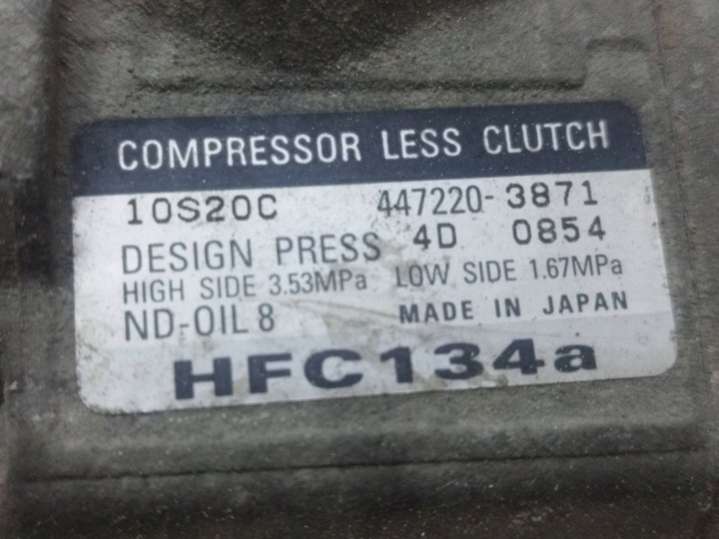 COMPRESSOR LESS CLUTCH
10S20C 447220-3871
DESIGN PRESS 4D 0854
HIGH SIDE 3.53MPa LOW SIDE 1.67MPa
ND-OIL 8 MADE IN JAPAN
HFC134a